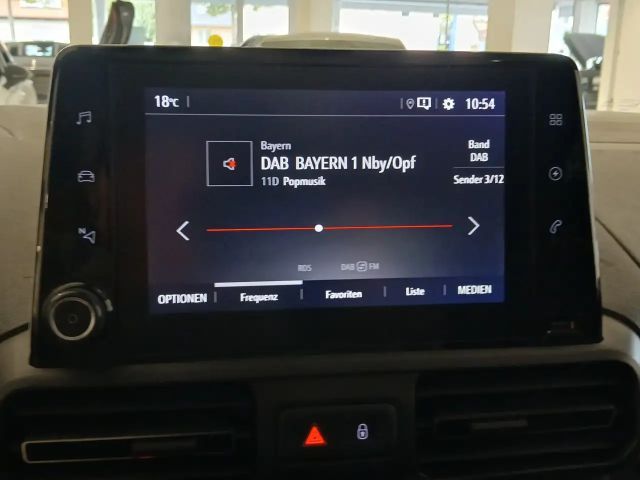 18°C
10:54
Bayern
DAB BAYERN 1 Nby/Opf
11D Popmusik
Band
DAB
Sender 3/12
N
RDS DAB FM
OPTIONEN Frequenz Favoriten Liste MEDIEN